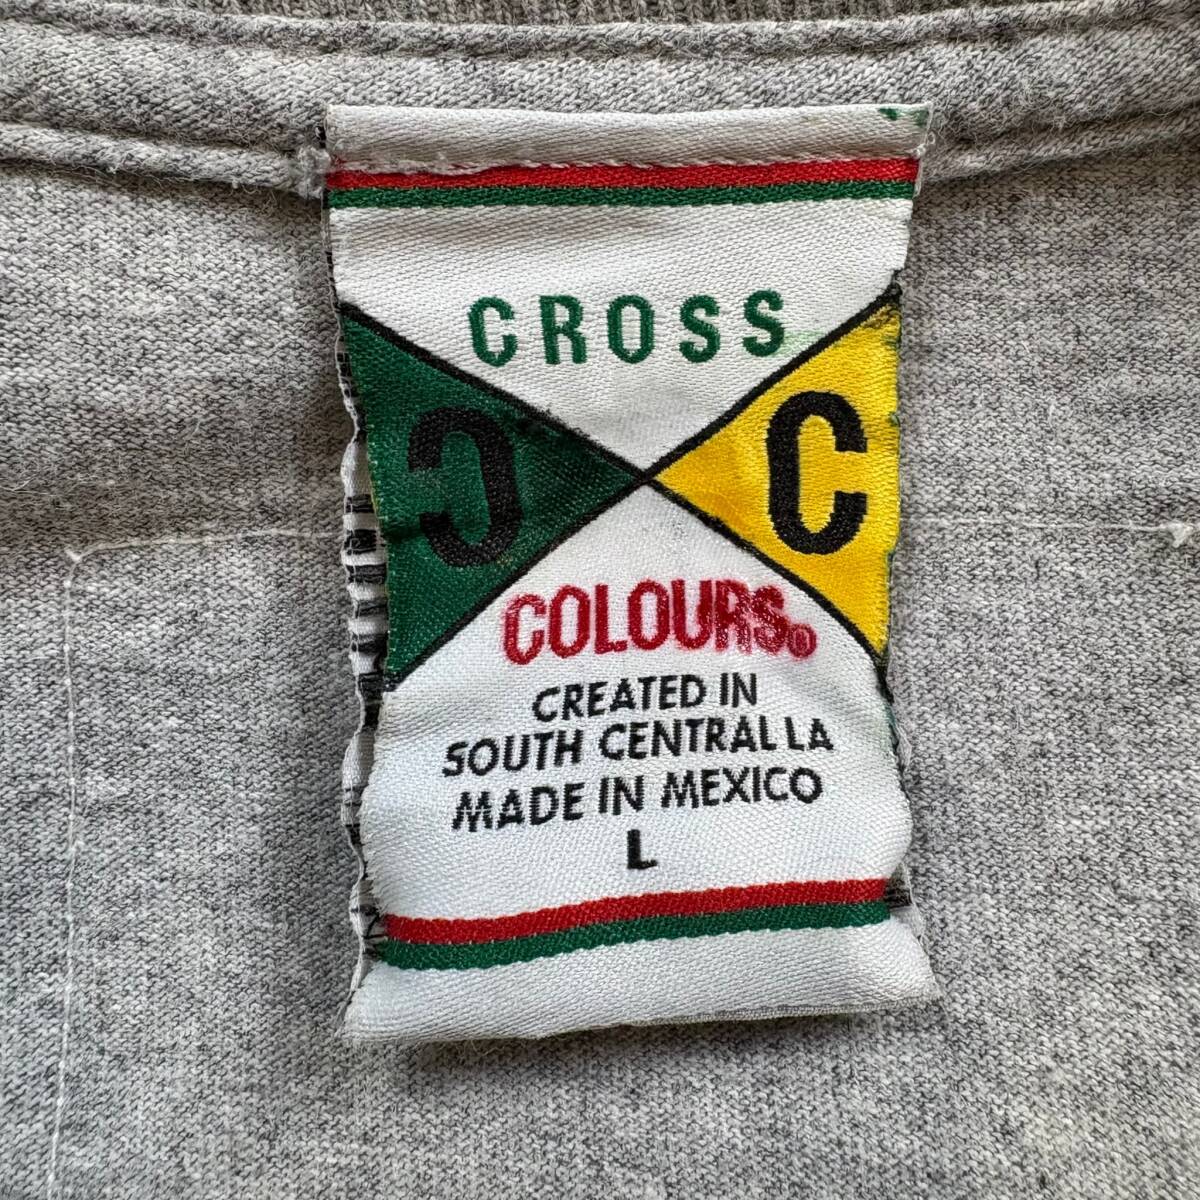 CROSS
C C
COLOURS®
CREATED IN
SOUTH CENTRAL LA
MADE IN MEXICO
L